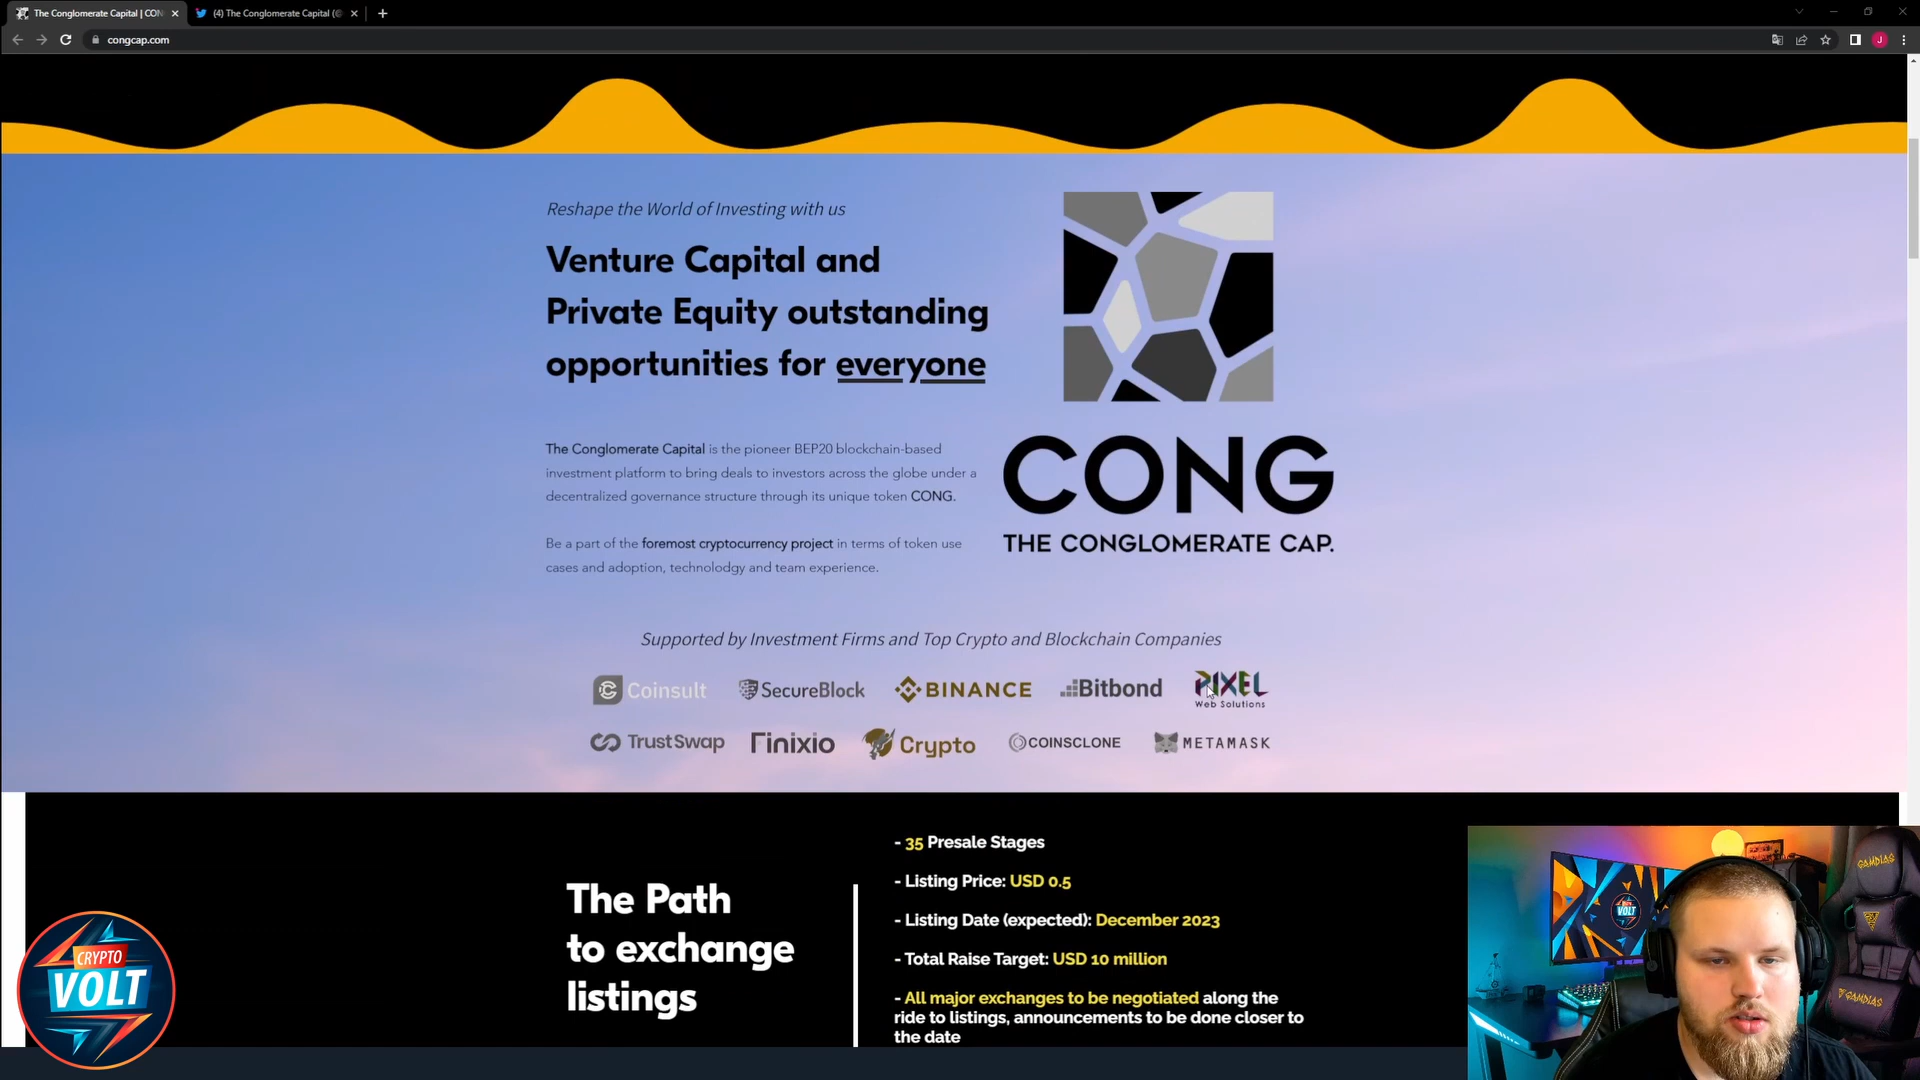 The Conglomerate Capital | CON
(4) The Conglomerate Capital (@
congcap.com
J
Reshape the World of Investing with us
Venture Capital and
Private Equity outstanding
opportunities for everyone
The Conglomerate Capital is the pioneer BEP20 blockchain-based
investment platform to bring deals to investors across the globe under a
decentralized governance structure through its unique token CONG.
Be a part of the foremost cryptocurrency project in terms of token use
cases and adoption, technolodgy and team experience.
CONG
THE CONGLOMERATE CAP.
Supported by Investment Firms and Top Crypto and Blockchain Companies
Coinsult
SecureBlock
BINANCE
Bitbond
PIXEL
Web Solutions
TrustSwap
Finixio
Crypto
COINSCLONE
METAMASK
The Path
to exchange
listings
- 35 Presale Stages
- Listing Price: USD 0.5
- Listing Date (expected): December 2023
- Total Raise Target: USD 10 million
- All major exchanges to be negotiated along the
ride to listings, announcements to be done closer to
the date
CRYPTO
VOLT
VOLT
GAMDIAS
GAMDIAS